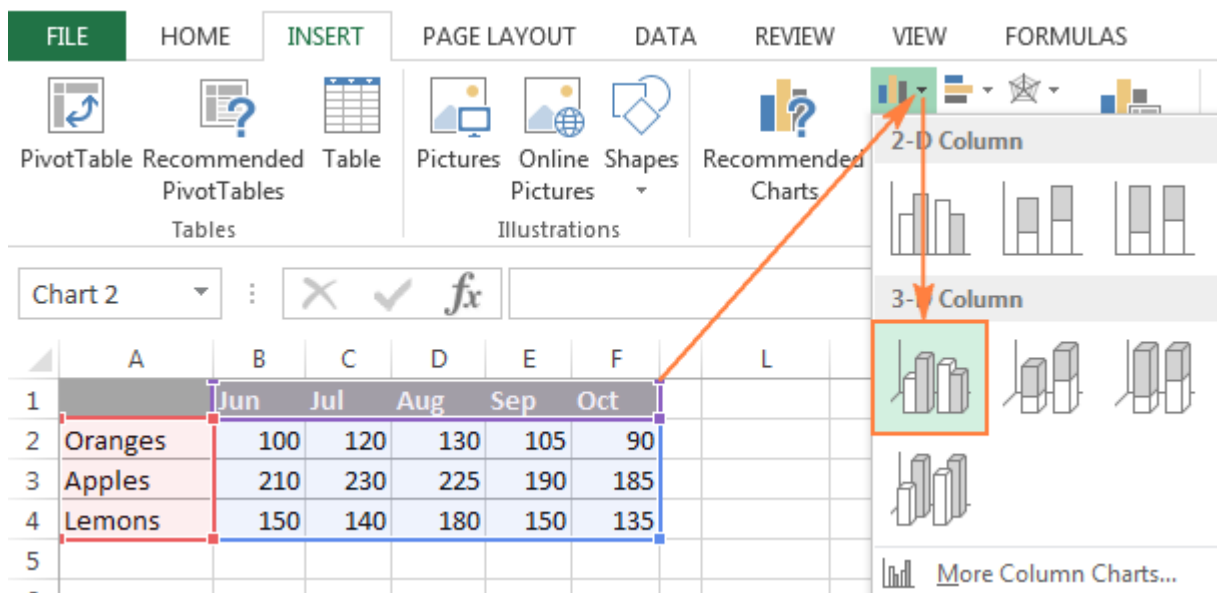 FILE HOME INSERT PAGE LAYOUT DATA REVIEW VIEW FORMULAS
PivotTable Recommended PivotTables Table Pictures Online Pictures Shapes Recommended Charts
Tables Illustrations
2-D Column
Chart 2 fx
3-D Column
A B C D E F L
1 Jun Jul Aug Sep Oct
2 Oranges 100 120 130 105 90
3 Apples 210 230 225 190 185
4 Lemons 150 140 180 150 135
5
More Column Charts...